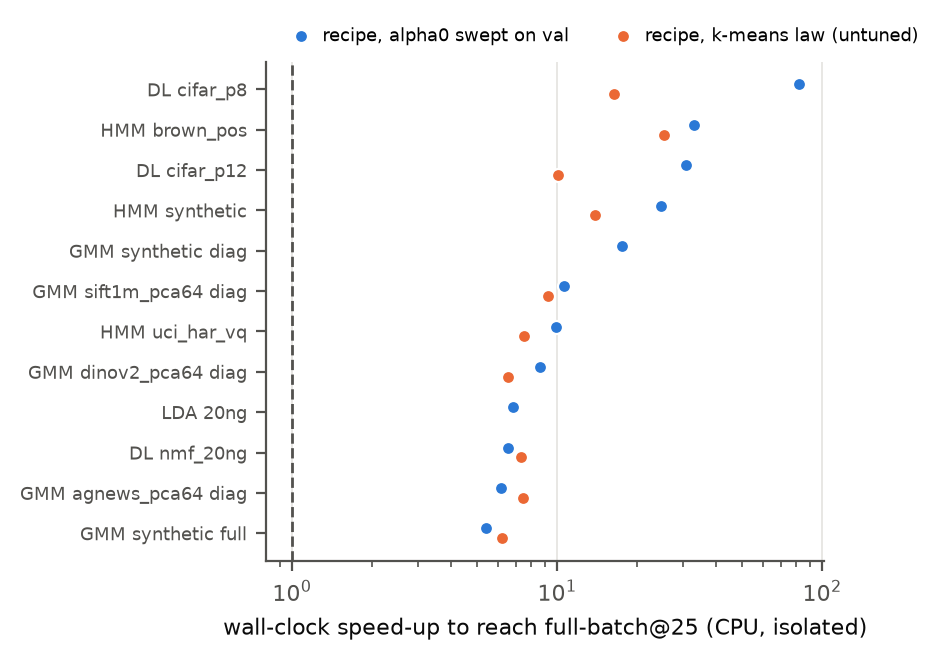 recipe, alpha0 swept on val
recipe, k-means law (untuned)
DL cifar_p8
HMM brown_pos
DL cifar_p12
HMM synthetic
GMM synthetic diag
GMM sift1m_pca64 diag
HMM uci_har_vq
GMM dinov2_pca64 diag
LDA 20ng
DL nmf_20ng
GMM agnews_pca64 diag
GMM synthetic full
10⁰ 10¹ 10²
wall-clock speed-up to reach full-batch@25 (CPU, isolated)